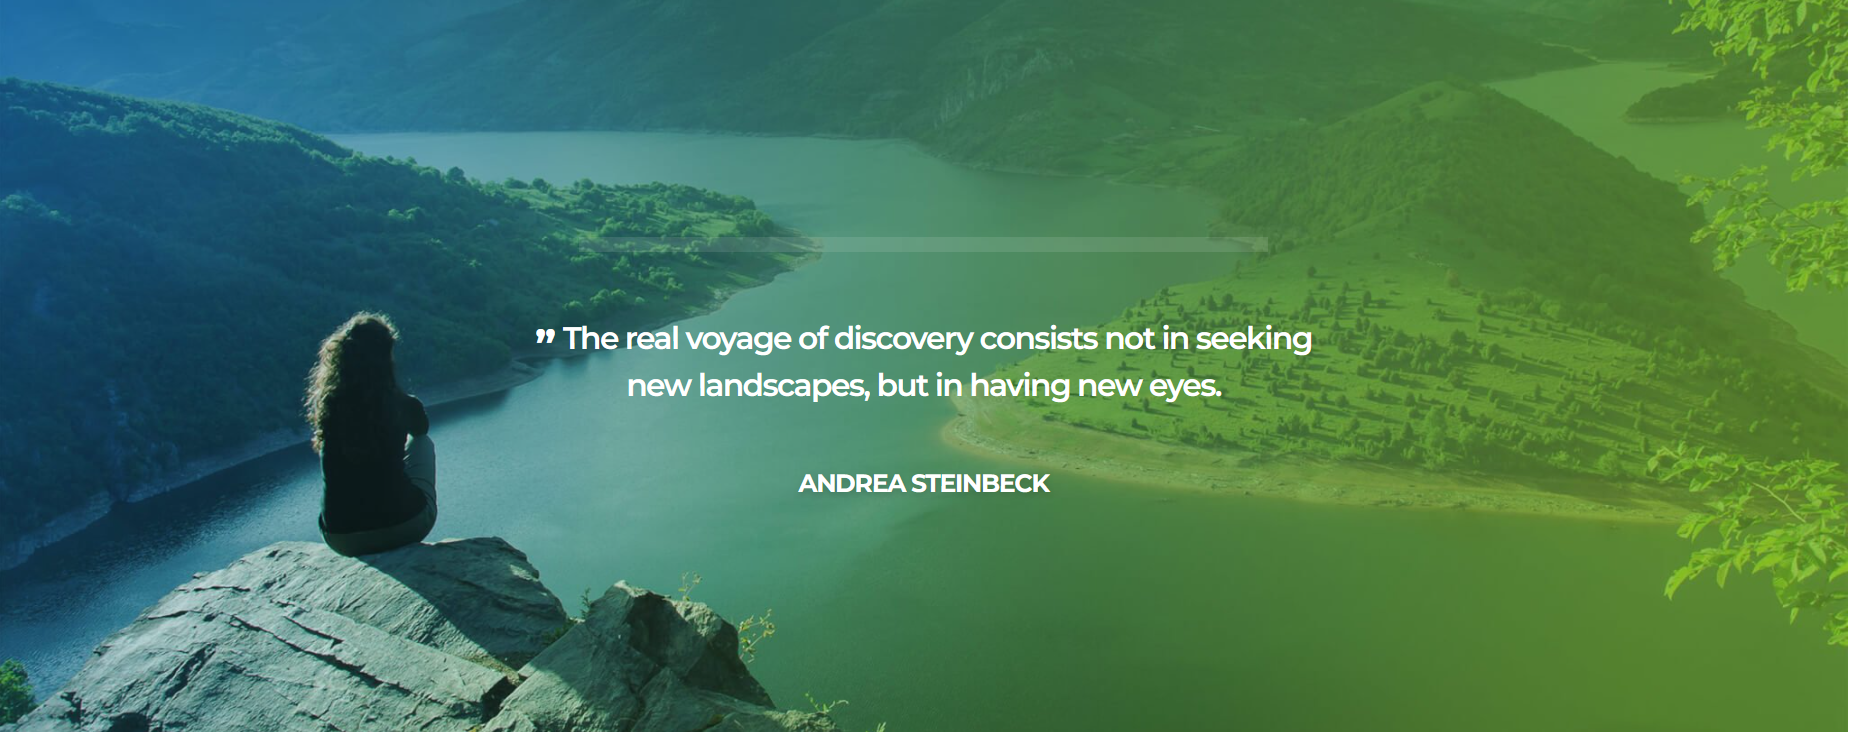 ” The real voyage of discovery consists not in seeking
new landscapes, but in having new eyes.
ANDREA STEINBECK